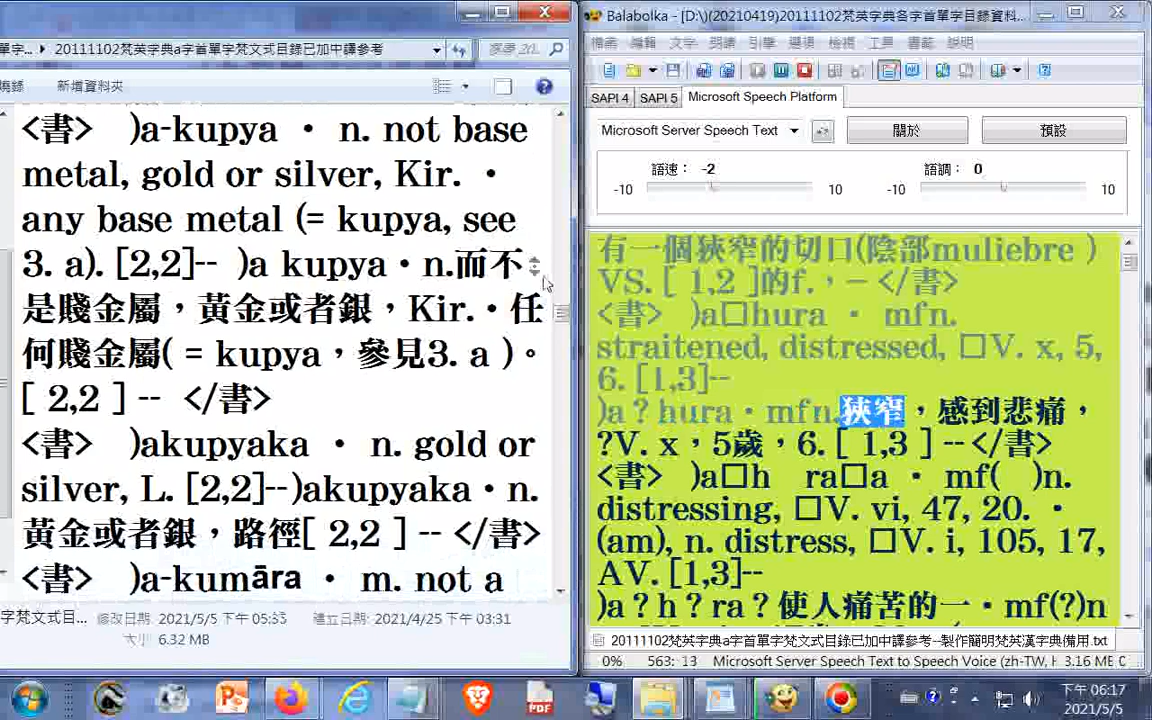 單字... ▸ 20111102梵英字典a字首單字梵文式目錄已加中譯參考
新增資料夾
<書> )a-kupya • n. not base
metal, gold or silver, Kir. •
any base metal (= kupya, see
3. a). [2,2]-- )a kupya•n.而不
是賤金屬，黃金或者銀，Kir.•任
何賤金屬( = kupya，參見3. a )。
[ 2,2 ] -- </書>
<書> )akupyaka • n. gold or
silver, L. [2,2]--)akupyaka•n.
黃金或者銀，路徑[ 2,2 ] -- </書>
<書> )a-kumāra • m. not a
字梵文式目... 修改日期: 2021/5/5 下午 05:33 建立日期: 2021/4/25 下午 03:31
大小: 6.32 MB
Balabolka - [D:\)(20210419)20111102梵英字典各字首單字目錄資料...
檔案 編輯 文字 朗讀 引擎 選項 檢視 工具 書籤 說明
SAPI 4 SAPI 5 Microsoft Speech Platform
Microsoft Server Speech Text 關於 預設
語速: -2 語調: 0
-10 10 -10 10
有一個狹窄的切口(陰部muliebre )
VS. [ 1,2 ]的f.，– </書>
<書> )a□hura • mfn.
straitened, distressed, □V. x, 5,
6. [1,3]--
)a ? hura•mfn.狹窄，感到悲痛，
?V. x，5歲，6. [ 1,3 ] --</書>
<書> )a□h ra□a • mf( )n.
distressing, □V. vi, 47, 20. •
(am), n. distress, □V. i, 105, 17,
AV. [1,3]--
)a ? h ? ra ? 使人痛苦的一•mf(?)n
20111102梵英字典a字首單字梵文式目錄已加中譯參考--製作簡明梵英漢字典備用.txt
0% 563: 13 Microsoft Server Speech Text to Speech Voice (zh-TW, H 3.16 MB C
下午 06:17
2021/5/5